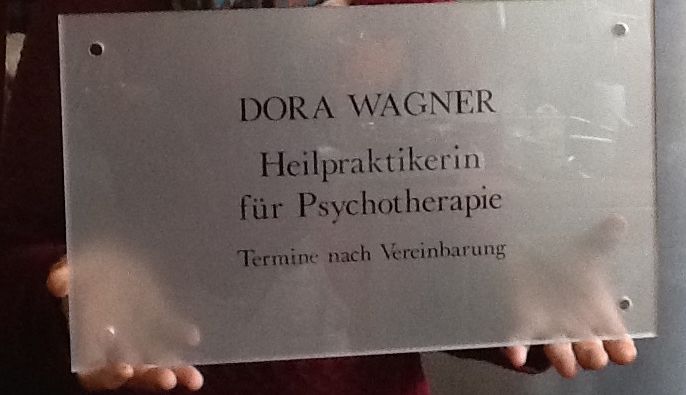 DORA WAGNER
Heilpraktikerin
für Psychotherapie
Termine nach Vereinbarung